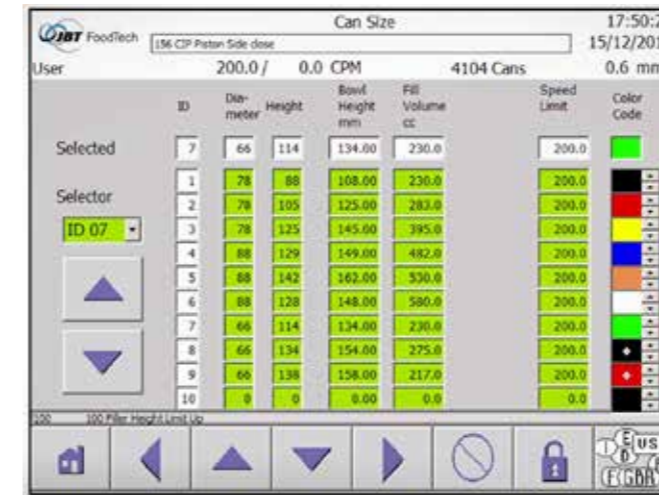 JBT FoodTech
Can Size
17:50:2
156 CIP Piston Side dose
15/12/201
User 200.0 / 0.0 CPM 4104 Cans 0.6 mm
ID Dia-meter Height Bowl Height mm Fill Volume cc Speed Limit Color Code
Selected 7 66 114 134.00 230.0 200.0
Selector
ID 07
1 78 88 108.00 230.0 200.0
2 78 105 125.00 283.0 200.0
3 78 125 145.00 395.0 200.0
4 88 129 149.00 482.0 200.0
5 88 142 162.00 530.0 200.0
6 88 128 148.00 580.0 200.0
7 66 114 134.00 230.0 200.0
8 66 134 154.00 275.0 200.0
9 66 138 158.00 217.0 200.0
10 0 0 0.00 0.0 0.0
100 100 Filler Height Limit Up
I E D US
F GBR